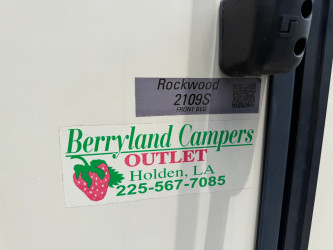 Rockwood
2109S
FRONT BED
Berryland Campers
OUTLET
Holden, LA
225-567-7085